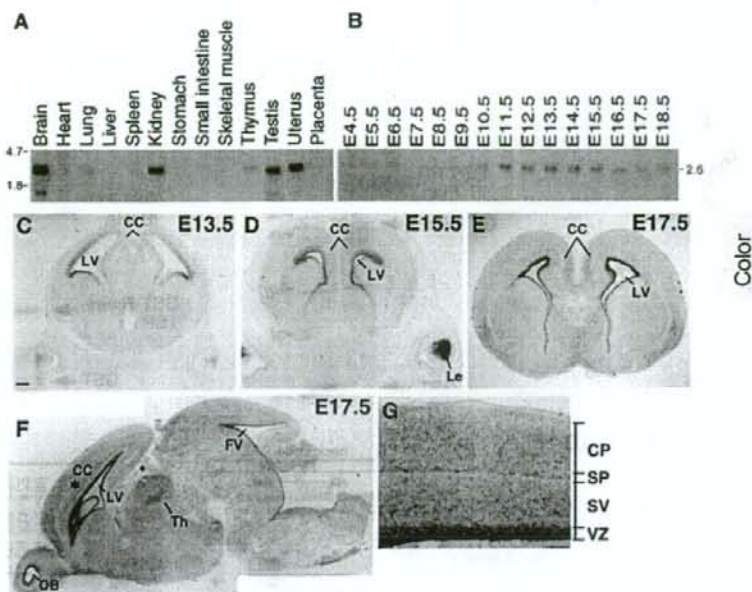 A
B
Brain
Heart
Lung
Liver
Spleen
Kidney
Stomach
Small intestine
Skeletal muscle
Thymus
Testis
Uterus
Placenta
E4.5
E5.5
E6.5
E7.5
E8.5
E9.5
E10.5
E11.5
E12.5
E13.5
E14.5
E15.5
E16.5
E17.5
E18.5
4.7-
1.8-
-2.6
C CC E13.5
LV
D CC E15.5
LV
Le
E CC E17.5
LV
Color
F E17.5
FV
CC
*
LV
Th
OB
G
CP
SP
SV
VZ